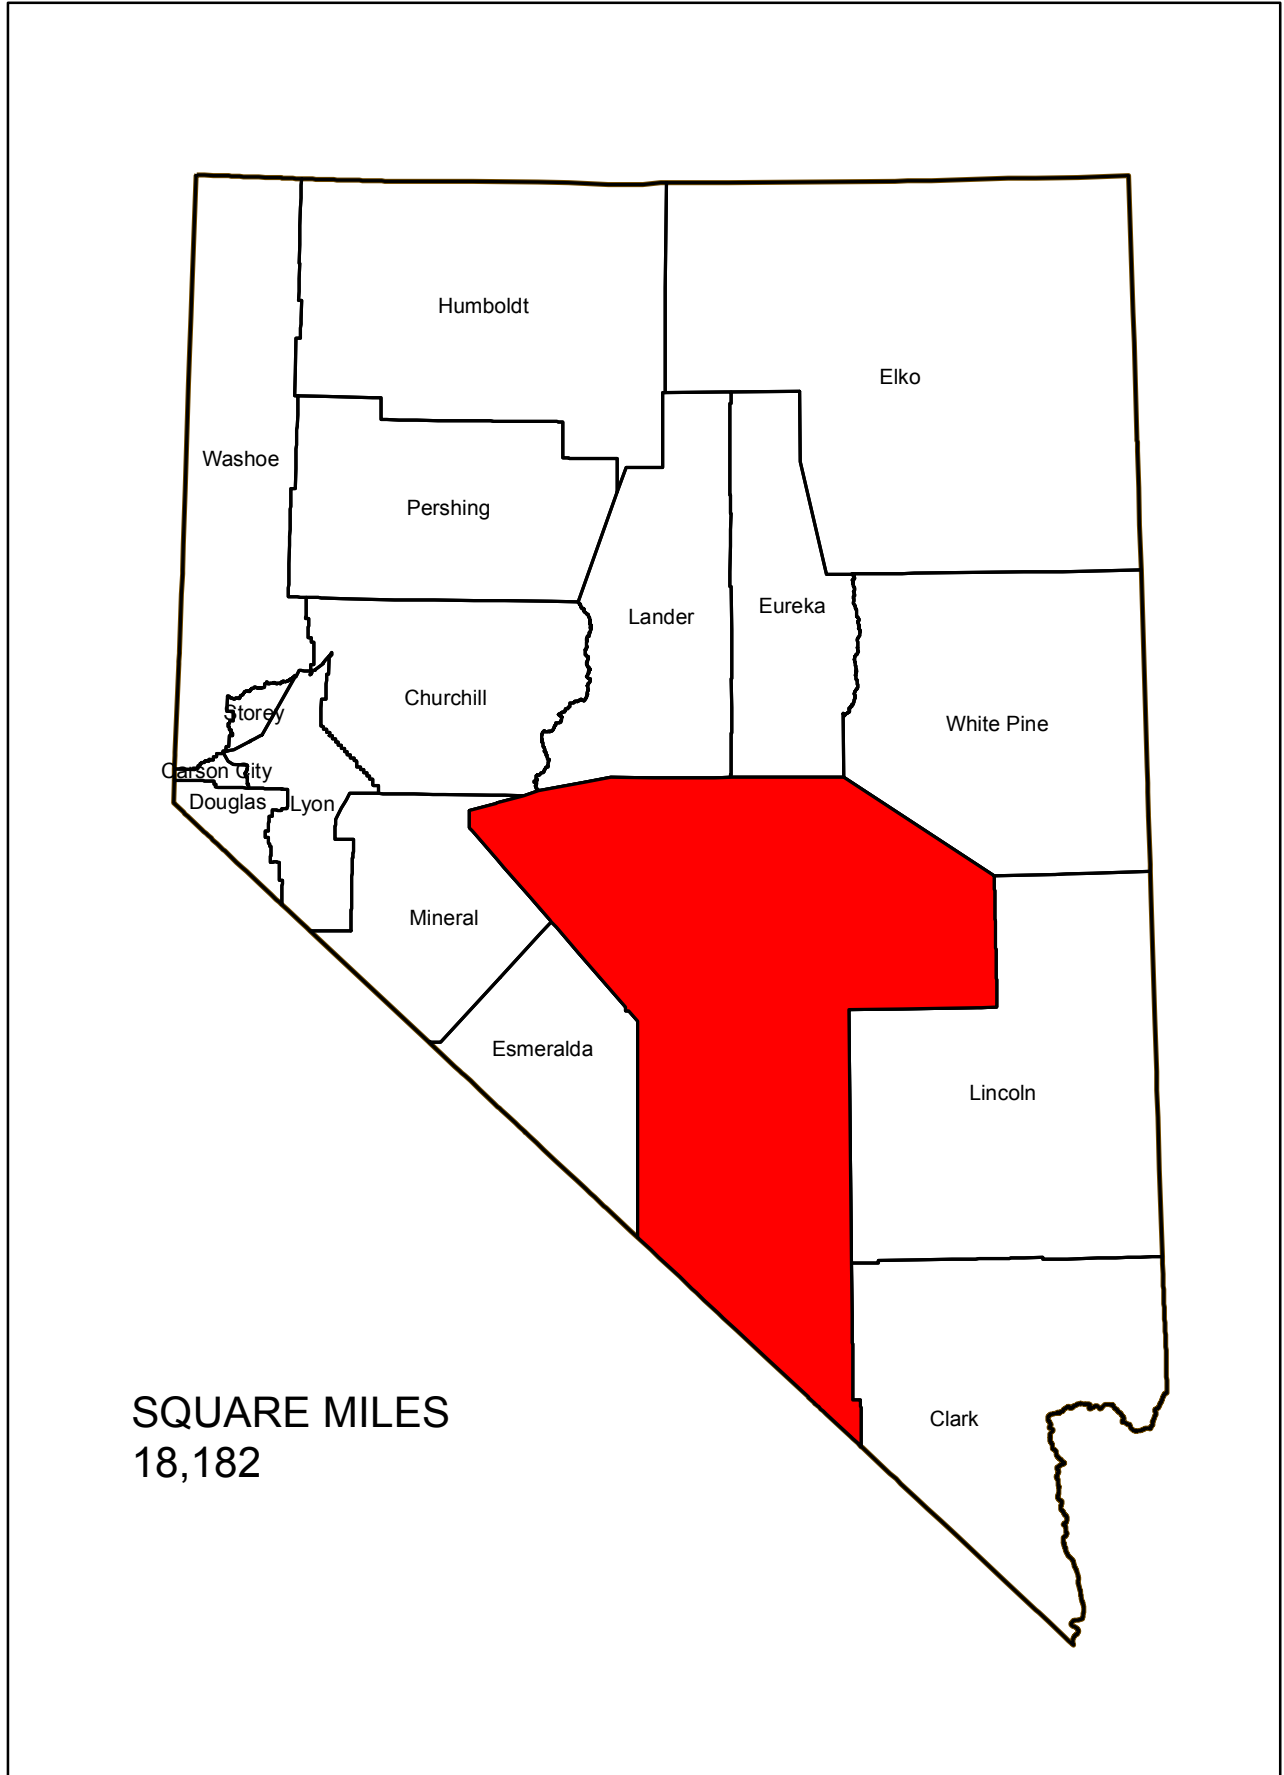 Humboldt
Elko
Washoe
Pershing
Eureka
Lander
Churchill
Storey
White Pine
Carson City
Douglas
Lyon
Mineral
Esmeralda
Lincoln
SQUARE MILES
18,182
Clark